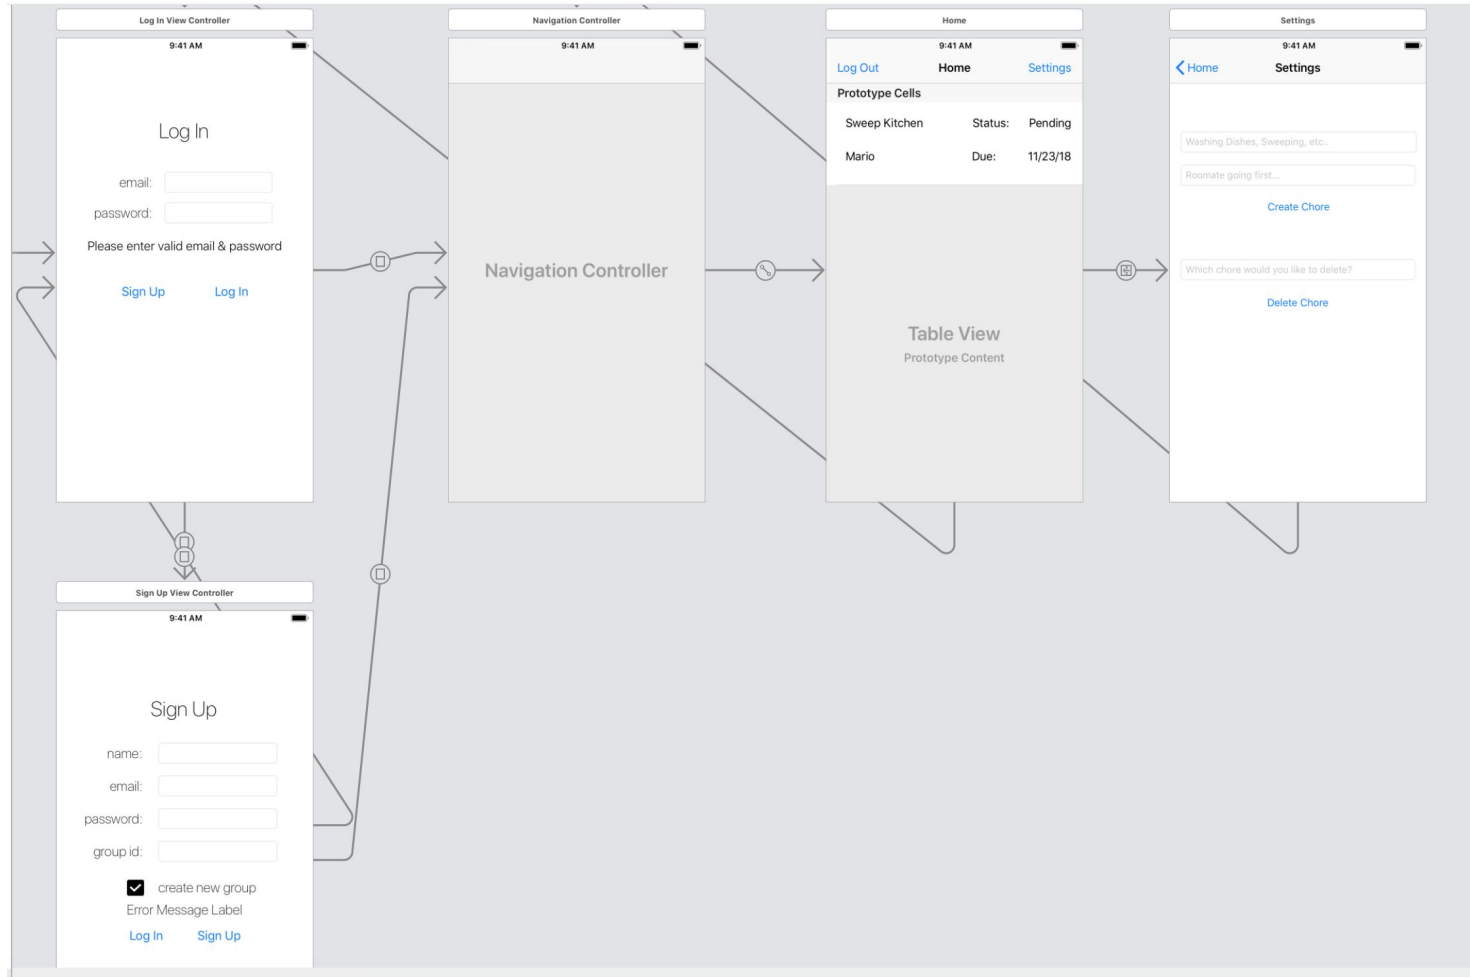 Log In View Controller
9:41 AM
Log In
email:
password:
Please enter valid email & password
Sign Up Log In
Navigation Controller
9:41 AM
Navigation Controller
Home
9:41 AM
Log Out Home Settings
Prototype Cells
Sweep Kitchen Status: Pending
Mario Due: 11/23/18
Table View
Prototype Content
Settings
9:41 AM
Home Settings
Washing Dishes, Sweeping, etc..
Roomate going first...
Create Chore
Which chore would you like to delete?
Delete Chore
Sign Up View Controller
9:41 AM
Sign Up
name:
email:
password:
group id:
create new group
Error Message Label
Log In Sign Up